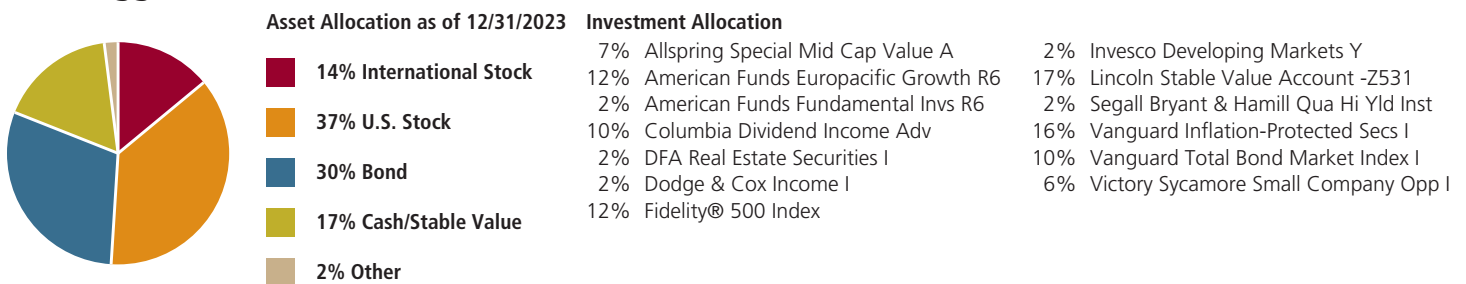 Asset Allocation as of 12/31/2023
14% International Stock
37% U.S. Stock
30% Bond
17% Cash/Stable Value
2% Other
Investment Allocation
7% Allspring Special Mid Cap Value A
12% American Funds Europacific Growth R6
2% American Funds Fundamental Invs R6
10% Columbia Dividend Income Adv
2% DFA Real Estate Securities I
2% Dodge & Cox Income I
12% Fidelity® 500 Index
2% Invesco Developing Markets Y
17% Lincoln Stable Value Account -Z531
2% Segall Bryant & Hamill Qua Hi Yld Inst
16% Vanguard Inflation-Protected Secs I
10% Vanguard Total Bond Market Index I
6% Victory Sycamore Small Company Opp I